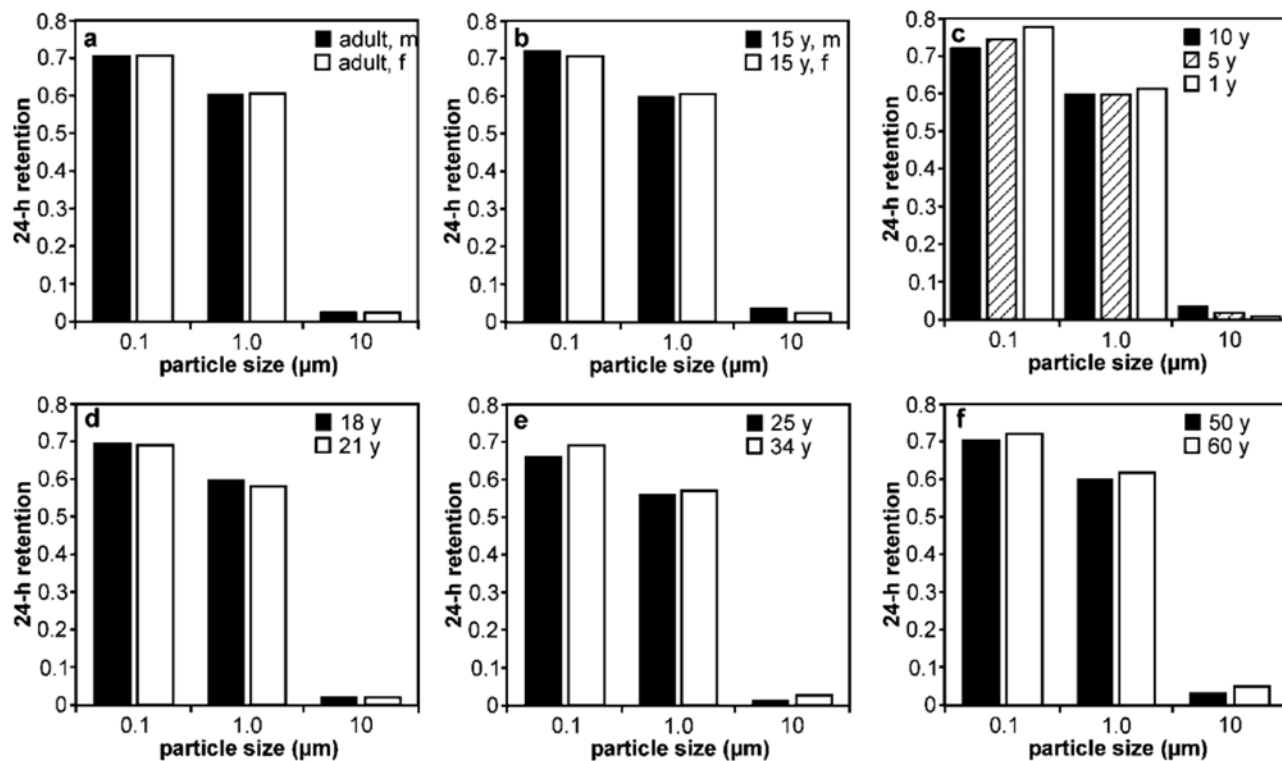 a
adult, m
adult, f
24-h retention
0.8
0.7
0.6
0.5
0.4
0.3
0.2
0.1
0
0.1 1.0 10
particle size (µm)
b
15 y, m
15 y, f
24-h retention
0.8
0.7
0.6
0.5
0.4
0.3
0.2
0.1
0
0.1 1.0 10
particle size (µm)
c
10 y
5 y
1 y
24-h retention
0.8
0.7
0.6
0.5
0.4
0.3
0.2
0.1
0
0.1 1.0 10
particle size (µm)
d
18 y
21 y
24-h retention
0.8
0.7
0.6
0.5
0.4
0.3
0.2
0.1
0
0.1 1.0 10
particle size (µm)
e
25 y
34 y
24-h retention
0.8
0.7
0.6
0.5
0.4
0.3
0.2
0.1
0
0.1 1.0 10
particle size (µm)
f
50 y
60 y
24-h retention
0.8
0.7
0.6
0.5
0.4
0.3
0.2
0.1
0
0.1 1.0 10
particle size (µm)